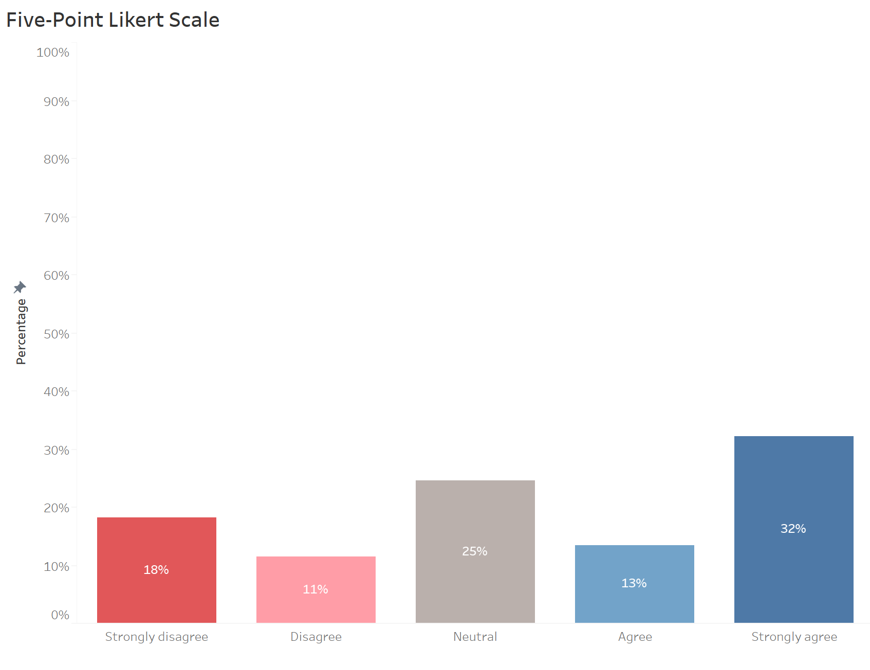 Five-Point Likert Scale
100%
90%
80%
70%
60%
50%
40%
30%
20%
10%
0%
Percentage
18%
11%
25%
13%
32%
Strongly disagree
Disagree
Neutral
Agree
Strongly agree